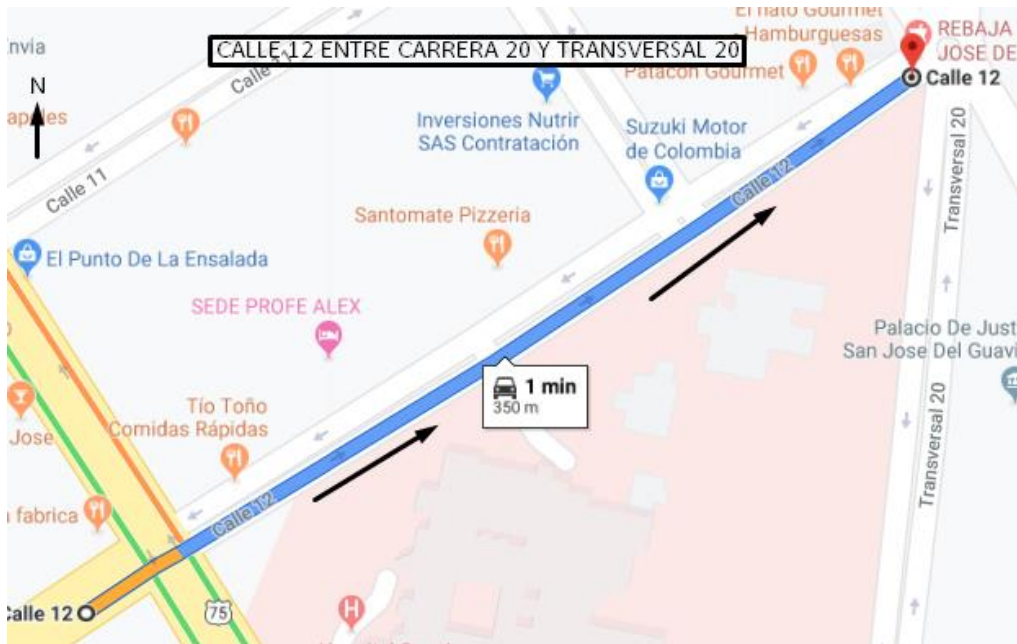 El ñato Gourmet
Hamburguesas
REBAJA
JOSE DE
nvia
CALLE 12 ENTRE CARRERA 20 Y TRANSVERSAL 20
Calle 11
Patacon Gourmet
Calle 12
N
Inversiones Nutrir
SAS Contratación
Suzuki Motor
de Colombia
Transversal 20
Calle 11
Calle 12
Santomate Pizzeria
El Punto De La Ensalada
SEDE PROFE ALEX
Palacio De Just
San Jose Del Guavi
1 min
350 m
Tío Toño
Comidas Rápidas
Jose
Transversal 20
fabrica
Calle 12
Calle 12
75
H